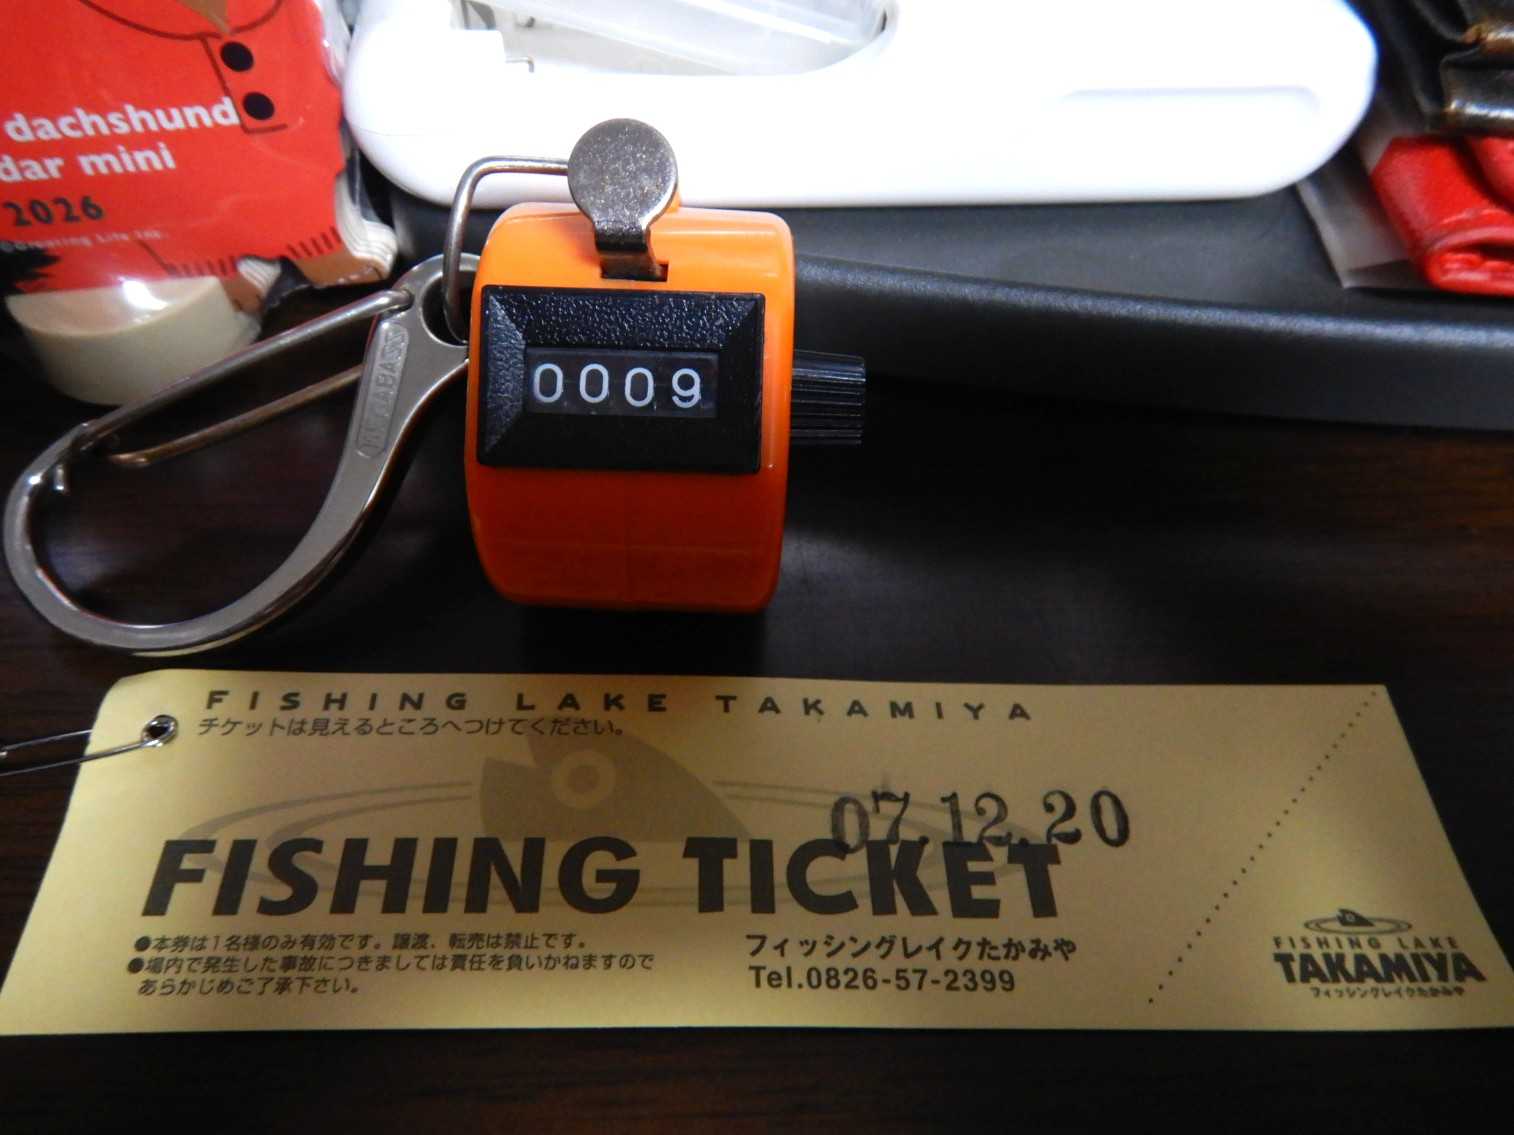 dachshund
dar mini
2026
MEGABASS
0009
FISHING LAKE TAKAMIYA
チケットは見えるところへつけてください。
07.12.20
FISHING TICKET
●本券は1名様のみ有効です。譲渡、転売は禁止です。
●場内で発生した事故につきましては責任を負いかねますので
あらかじめご了承下さい。
フィッシングレイクたかみや
Tel.0826-57-2399
FISHING LAKE
TAKAMIYA
フィッシングレイクたかみや